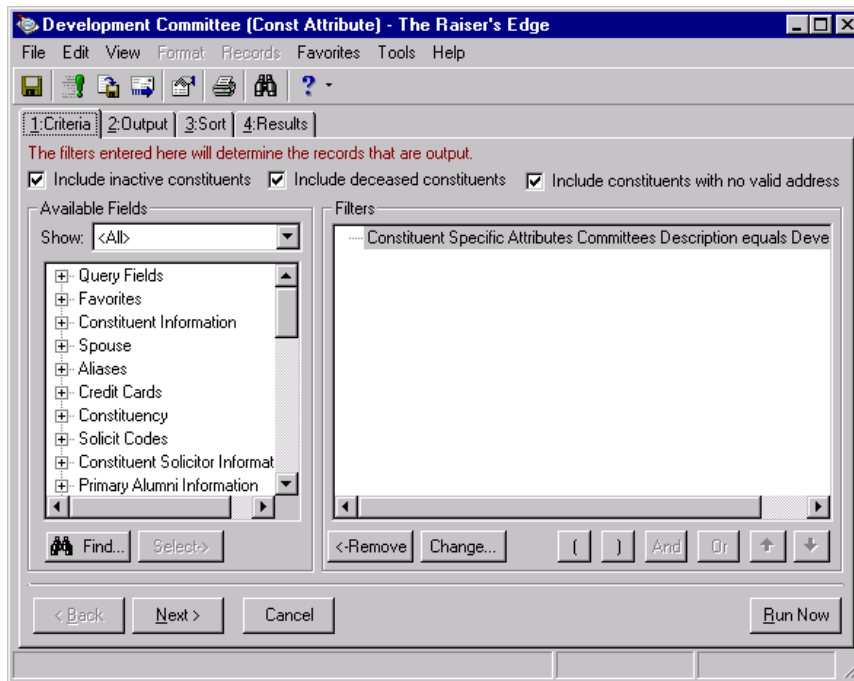 Development Committee (Const Attribute) - The Raiser's Edge
File Edit View Format Records Favorites Tools Help
?
1:Criteria 2:Output 3:Sort 4:Results
The filters entered here will determine the records that are output.
Include inactive constituents Include deceased constituents Include constituents with no valid address
Available Fields
Show: <All>
Query Fields
Favorites
Constituent Information
Spouse
Aliases
Credit Cards
Constituency
Solicit Codes
Constituent Solicitor Informat
Primary Alumni Information
Find... Select->
Filters
Constituent Specific Attributes Committees Description equals Deve
<-Remove Change... ( ) And Or
< Back Next > Cancel Run Now